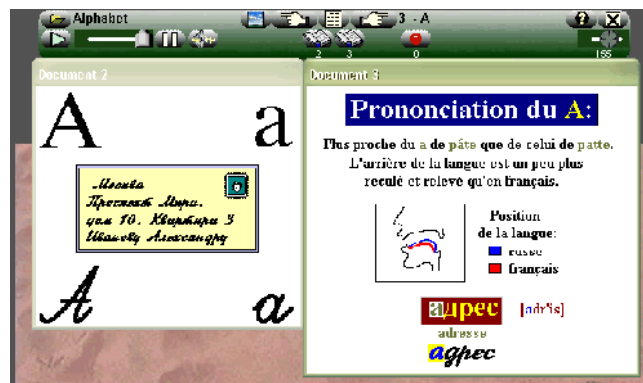 Alphabet
3 - A
2
3
0
155
Document 2
A a
Москва
Проспект Мира.
дом 10. Квартира 3
Иванову Александру
A a
Document 3
Prononciation du A:
Plus proche du a de pâte que de celui de patte.
L'arrière de la langue est un peu plus
reculé et relevé qu'en français.
Position
de la langue:
russe
français
адрес [adr'is]
adresse
адрес